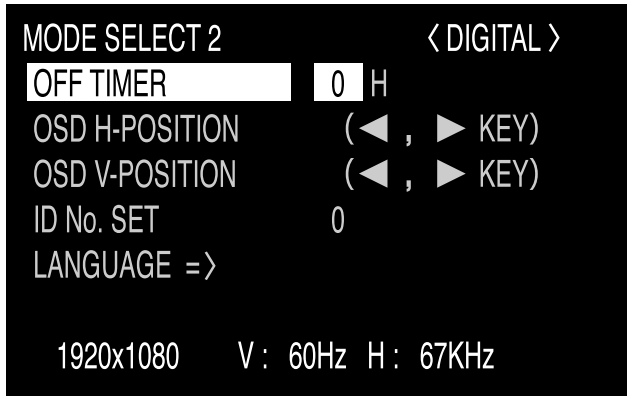 MODE SELECT 2 〈 DIGITAL 〉
OFF TIMER 0 H
OSD H-POSITION (◀ , ▶ KEY)
OSD V-POSITION (◀ , ▶ KEY)
ID No. SET 0
LANGUAGE =〉
1920x1080 V : 60Hz H : 67KHz